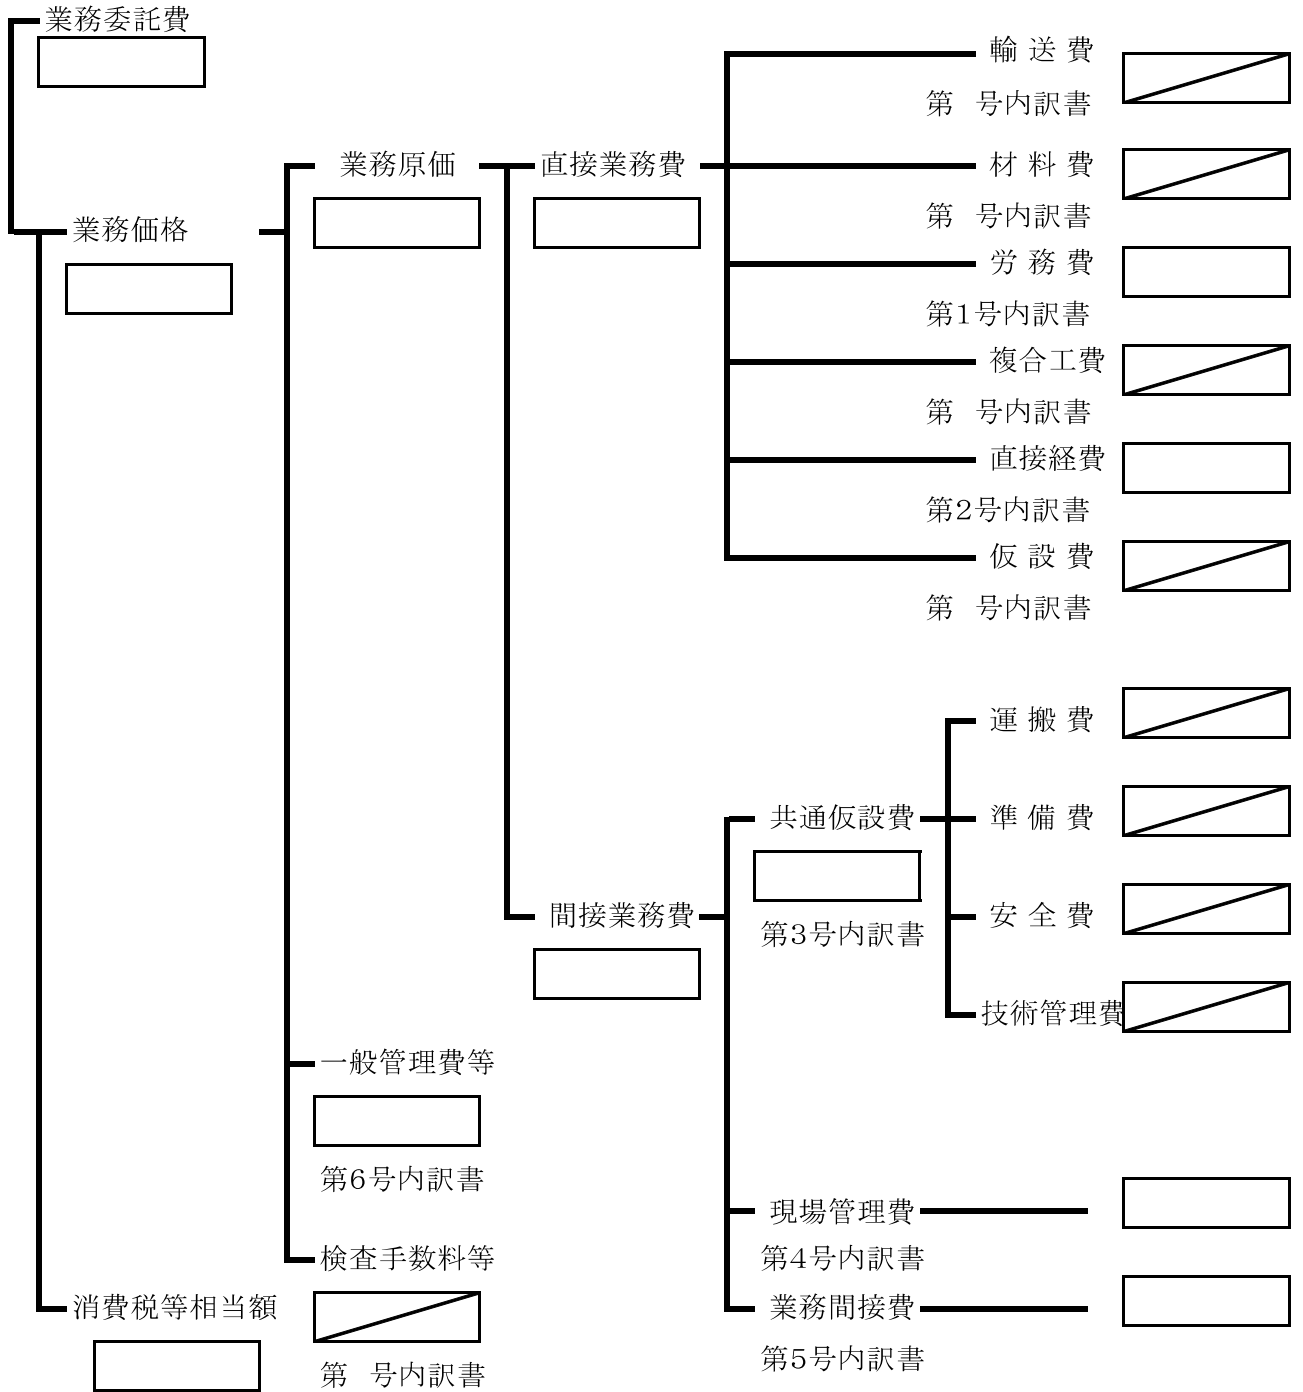 業務委託費
輸 送 費
第　号内訳書
業務原価
直接業務費
材 料 費
業務価格
第　号内訳書
労 務 費
第1号内訳書
複合工費
第　号内訳書
直接経費
第2号内訳書
仮 設 費
第　号内訳書
運 搬 費
共通仮設費
準 備 費
間接業務費
安 全 費
第3号内訳書
技術管理費
一般管理費等
第6号内訳書
現場管理費
検査手数料等
第4号内訳書
消費税等相当額
業務間接費
第　号内訳書
第5号内訳書